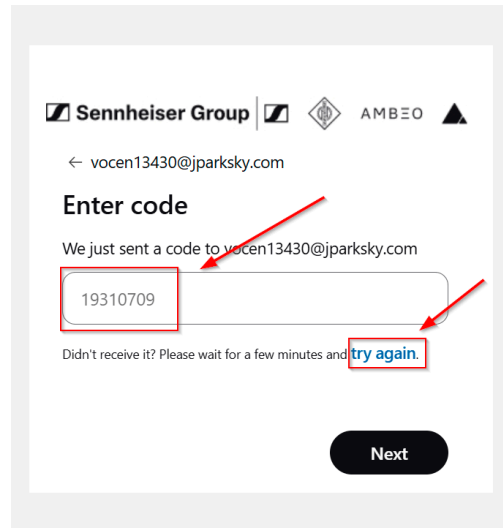 Sennheiser Group AMBEO
← vocen13430@jparksky.com
Enter code
We just sent a code to vocen13430@jparksky.com
19310709
Didn't receive it? Please wait for a few minutes and try again.
Next